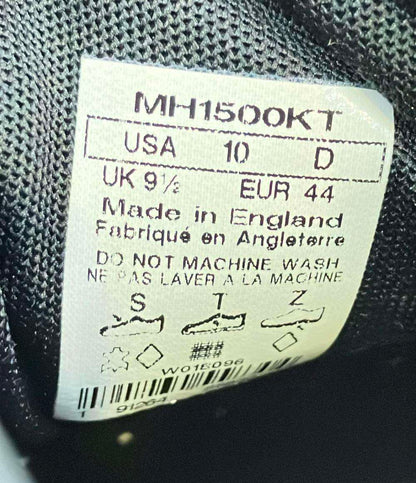 MH1500KT
USA 10 D
UK 9½ EUR 44
Made in England
Fabriqué en Angleterre
DO NOT MACHINE WASH
NE PAS LAVER A LA MACHINE
S T Z
W01E096